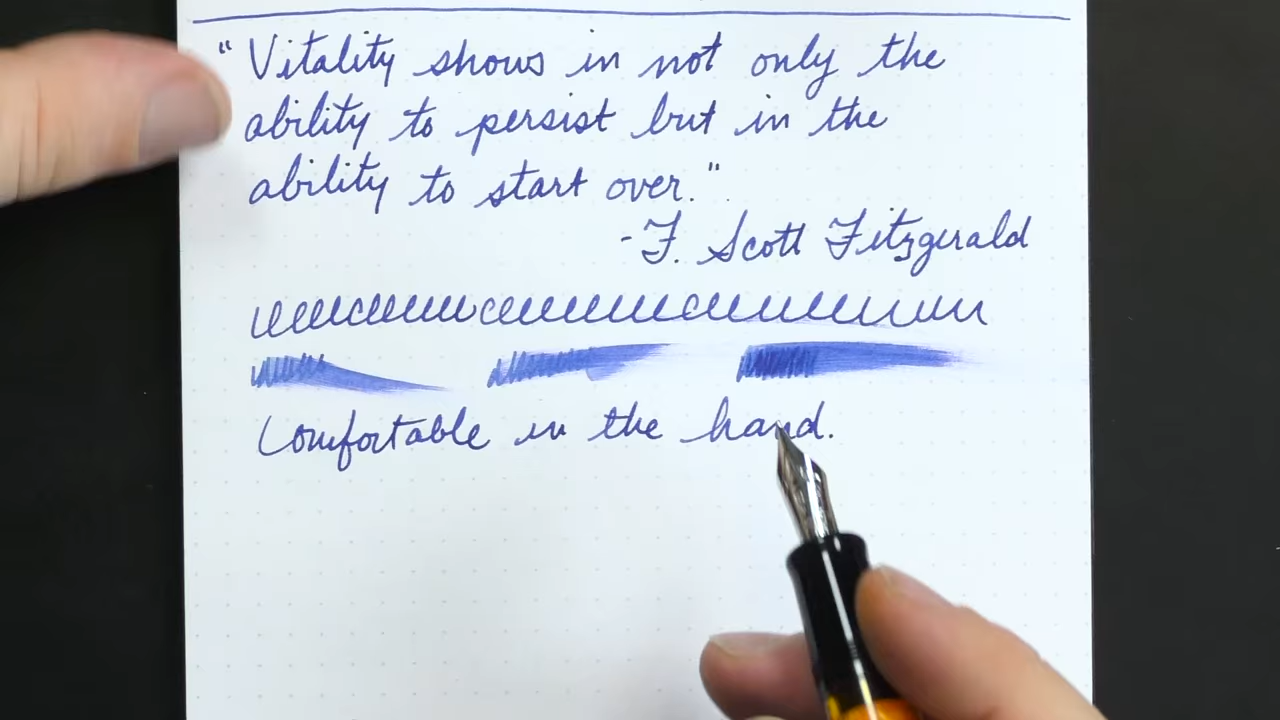 "Vitality shows in not only the
ability to persist but in the
ability to start over."
-F. Scott Fitzgerald
Comfortable in the hand.